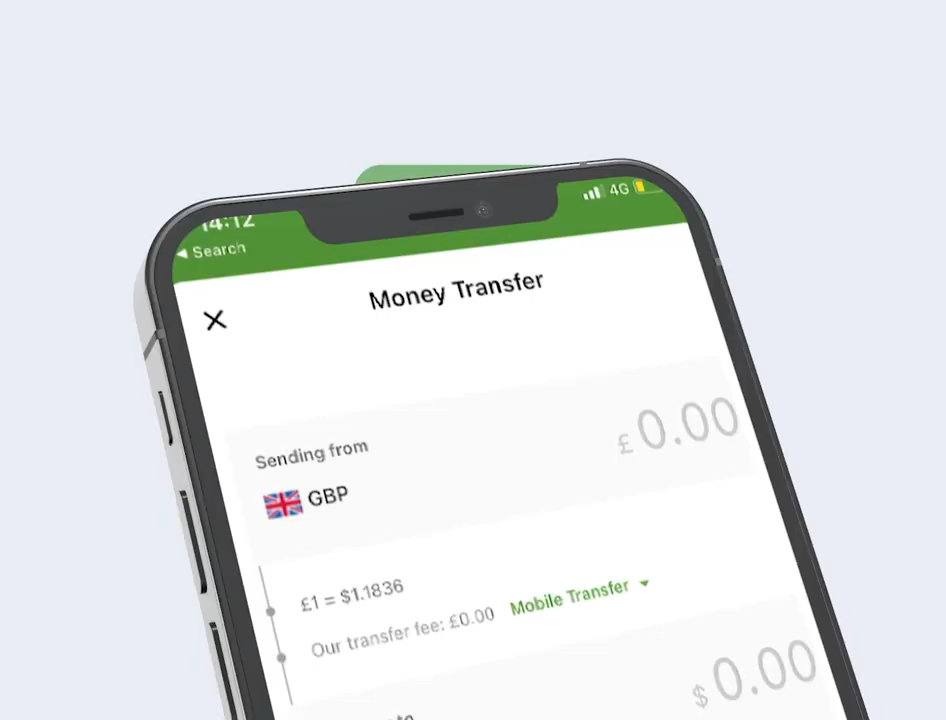 14:12
4G
◀ Search
Money Transfer
Sending from
£0.00
GBP
£1 = $1.1836
Our transfer fee: £0.00 Mobile Transfer
$0.00